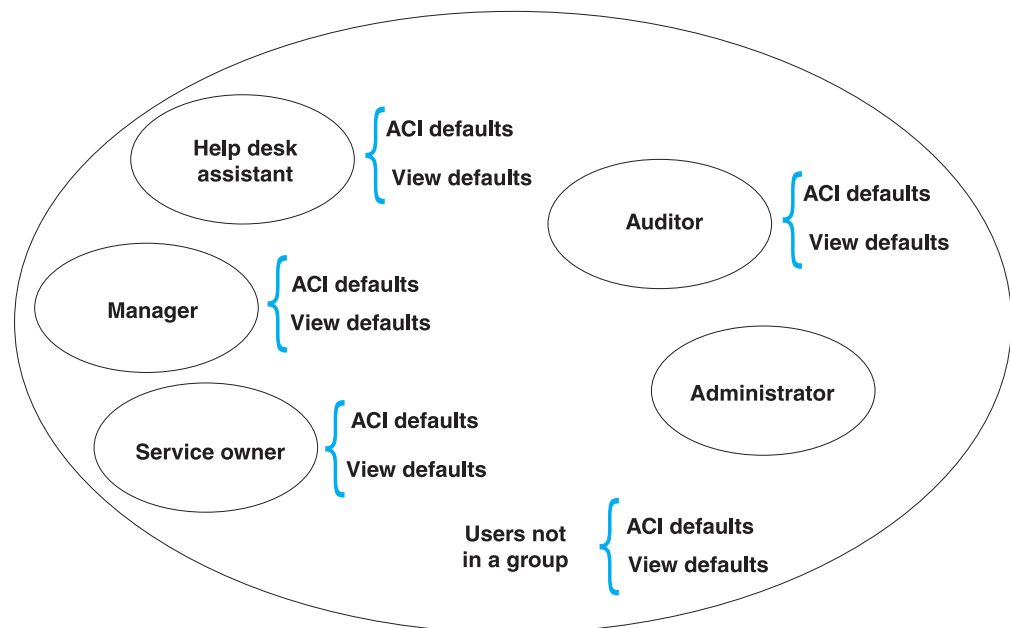 Help desk
assistant
ACI defaults
View defaults
Auditor
ACI defaults
View defaults
Manager
ACI defaults
View defaults
Administrator
Service owner
ACI defaults
View defaults
Users not
in a group
ACI defaults
View defaults